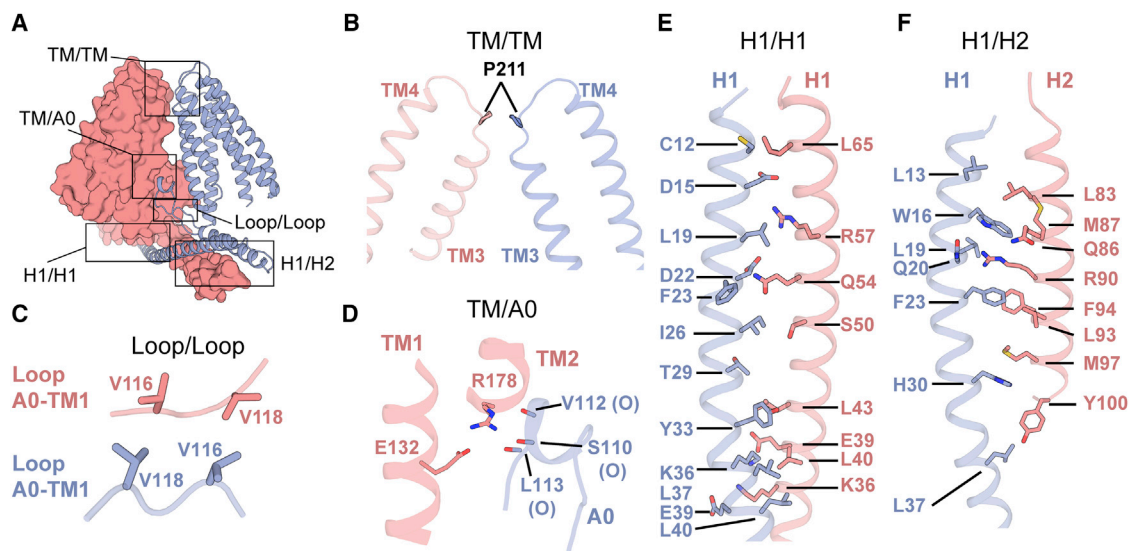 A
TM/TM
TM/A0
Loop/Loop
H1/H1
H1/H2
B
TM/TM
P211
TM4
TM4
TM3
TM3
C
Loop/Loop
Loop
A0-TM1
V116
V118
Loop
A0-TM1
V116
V118
D
TM/A0
TM1
TM2
R178
V112 (O)
E132
S110
(O)
L113
(O)
A0
E
H1/H1
H1
H1
C12
L65
D15
L19
R57
D22
Q54
F23
I26
S50
T29
L43
Y33
E39
L40
K36
K36
L37
E39
L40
F
H1/H2
H1
H2
L13
L83
W16
M87
L19
Q86
Q20
R90
F23
F94
L93
M97
H30
Y100
L37